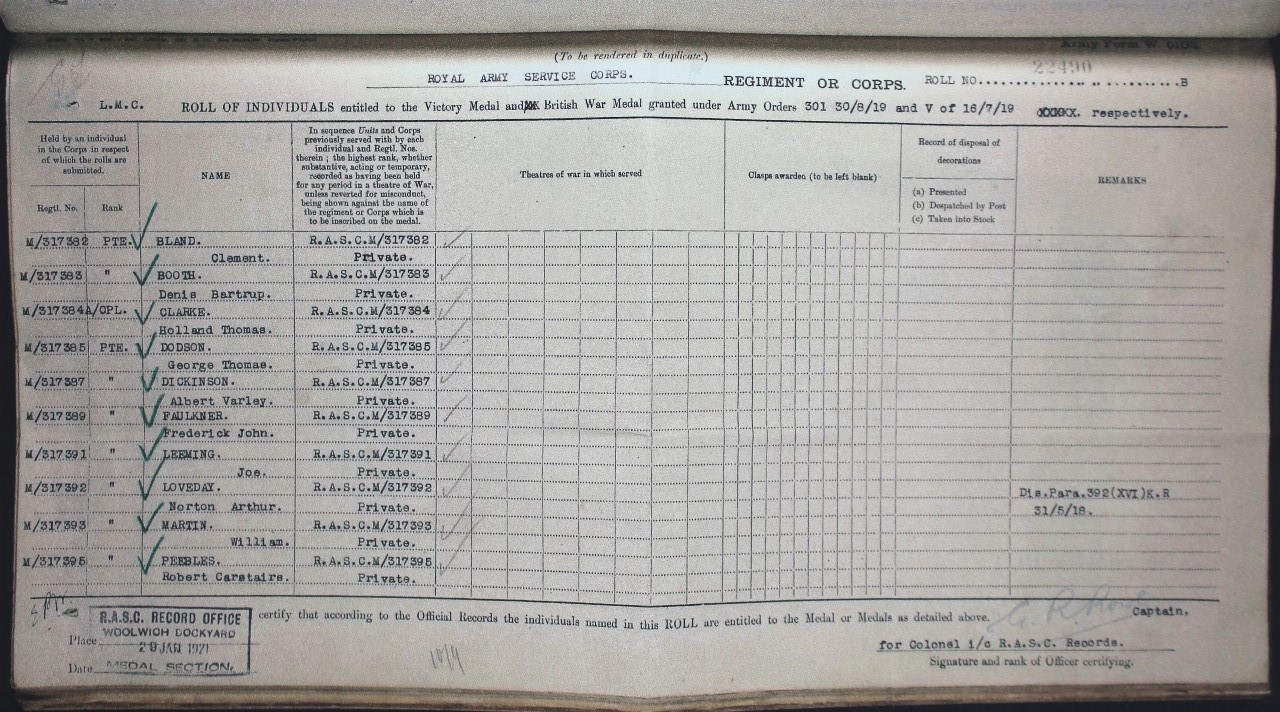 Army Form W. 5104.
(To be rendered in duplicate.)
22490
ROYAL ARMY SERVICE CORPS. REGIMENT OR CORPS. ROLL NO. B
L.M.C. ROLL OF INDIVIDUALS entitled to the Victory Medal and British War Medal granted under Army Orders 301 30/8/19 and V of 16/7/19 XXXXX. respectively.
Held by an individual
in the Corps in respect
of which the rolls are
submitted.
Regtl. No. Rank
NAME
In sequence Units and Corps
previously served with by each
individual and Regtl. Nos.
therein ; the highest rank, whether
substantive, acting or temporary,
recorded as having been held
for any period in a theatre of War,
unless reverted for misconduct,
being shown against the name of
the regiment or Corps which is
to be inscribed on the medal.
Theatres of war in which served
Clasps awarded (to be left blank)
Record of disposal of
decorations
(a) Presented
(b) Despatched by Post
(c) Taken into Stock
REMARKS
M/317382 PTE. BLAND. R.A.S.C.M/317382
Clement. Private.
M/317383 " BOOTH. R.A.S.C.M/317383
Denis Bartrup. Private.
M/317384 A/CPL. CLARKE. R.A.S.C.M/317384
Holland Thomas. Private.
M/317385 PTE. DODSON. R.A.S.C.M/317385
George Thomas. Private.
M/317387 " DICKINSON. R.A.S.C.M/317387
Albert Varley. Private.
M/317389 " FAULKNER. R.A.S.C.M/317389
Frederick John. Private.
M/317391 " LEEMING. R.A.S.C.M/317391
Joe. Private.
M/317392 " LOVEDAY. R.A.S.C.M/317392 Dis.Para.392(XVI)K.R
Norton Arthur. Private. 31/5/18.
M/317393 " MARTIN. R.A.S.C.M/317393
William. Private.
M/317395 " PEEBLES. R.A.S.C.M/317395
Robert Carstairs. Private.
R.A.S.C. RECORD OFFICE
WOOLWICH DOCKYARD
Place 29 JAN 1921
Date MEDAL SECTION.
certify that according to the Official Records the individuals named in this ROLL are entitled to the Medal or Medals as detailed above.
Captain,
for Colonel i/c R.A.S.C. Records.
Signature and rank of Officer certifying.